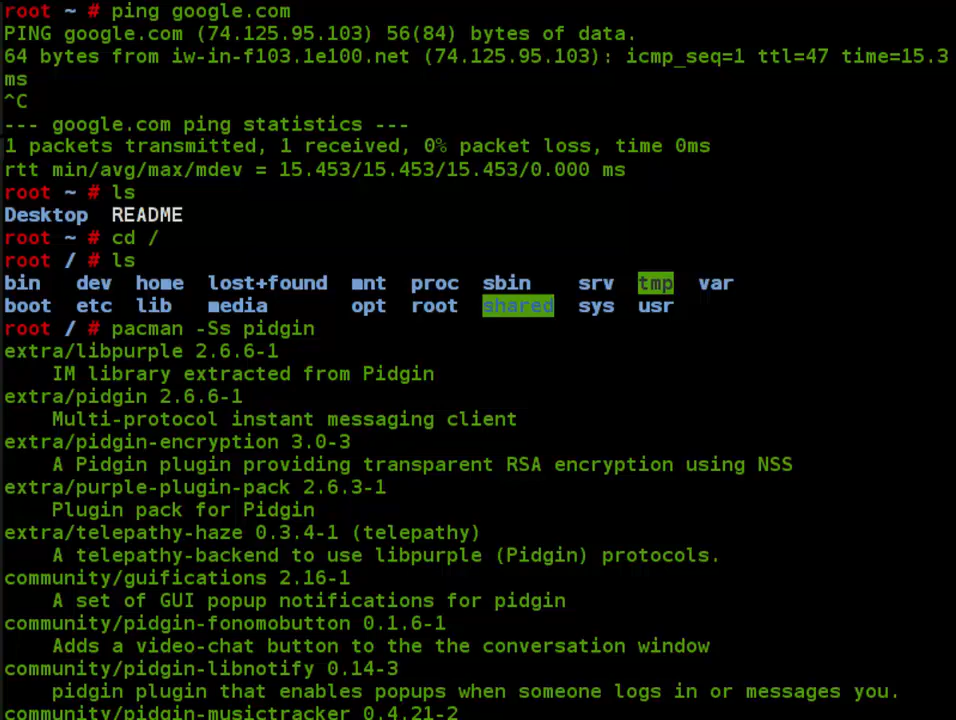 root ~ # ping google.com
PING google.com (74.125.95.103) 56(84) bytes of data.
64 bytes from iw-in-f103.1e100.net (74.125.95.103): icmp_seq=1 ttl=47 time=15.3
ms
^C
--- google.com ping statistics ---
1 packets transmitted, 1 received, 0% packet loss, time 0ms
rtt min/avg/max/mdev = 15.453/15.453/15.453/0.000 ms
root ~ # ls
Desktop  README
root ~ # cd /
root / # ls
bin   dev  home  lost+found  mnt  proc  sbin    srv  tmp  var
boot  etc  lib   media       opt  root  shared  sys  usr
root / # pacman -Ss pidgin
extra/libpurple 2.6.6-1
    IM library extracted from Pidgin
extra/pidgin 2.6.6-1
    Multi-protocol instant messaging client
extra/pidgin-encryption 3.0-3
    A Pidgin plugin providing transparent RSA encryption using NSS
extra/purple-plugin-pack 2.6.3-1
    Plugin pack for Pidgin
extra/telepathy-haze 0.3.4-1 (telepathy)
    A telepathy-backend to use libpurple (Pidgin) protocols.
community/guifications 2.16-1
    A set of GUI popup notifications for pidgin
community/pidgin-fonomobutton 0.1.6-1
    Adds a video-chat button to the the conversation window
community/pidgin-libnotify 0.14-3
    pidgin plugin that enables popups when someone logs in or messages you.
community/pidgin-musictracker 0.4.21-2